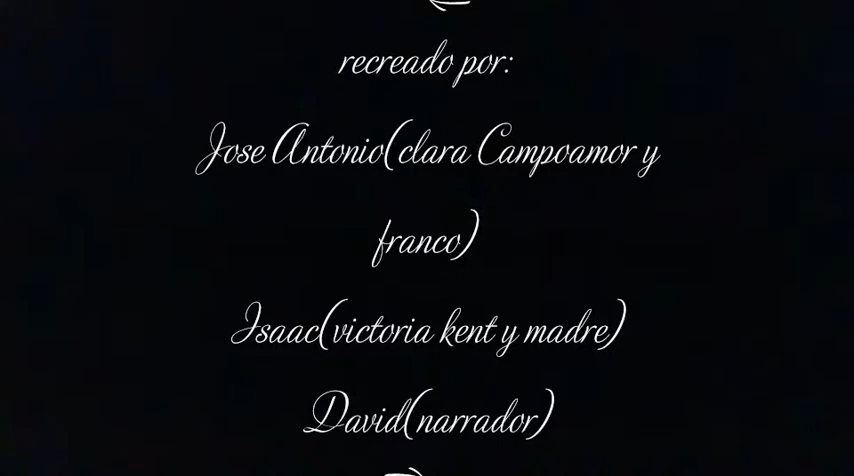 recreado por:
Jose Antonio(clara Campoamor y
franco)
Isaac(victoria kent y madre)
David(narrador)